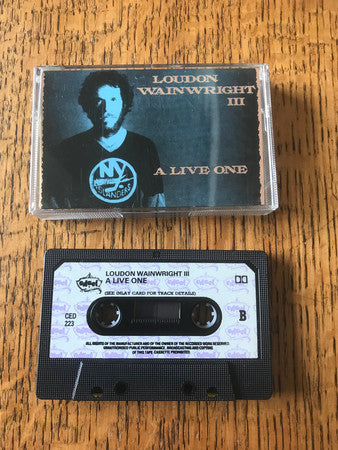 LOUDON
WAINWRIGHT
III
NY
ISLANDERS
A LIVE ONE
LOUDON WAINWRIGHT III
A LIVE ONE
(SEE INLAY CARD FOR TRACK DETAILS)
CED
223
B
ALL RIGHTS OF THE MANUFACTURER AND OF THE OWNER OF THE RECORDED WORK RESERVED.
UNAUTHORISED PUBLIC PERFORMANCE, BROADCASTING AND COPYING
OF THIS TAPE CASSETTE PROHIBITED